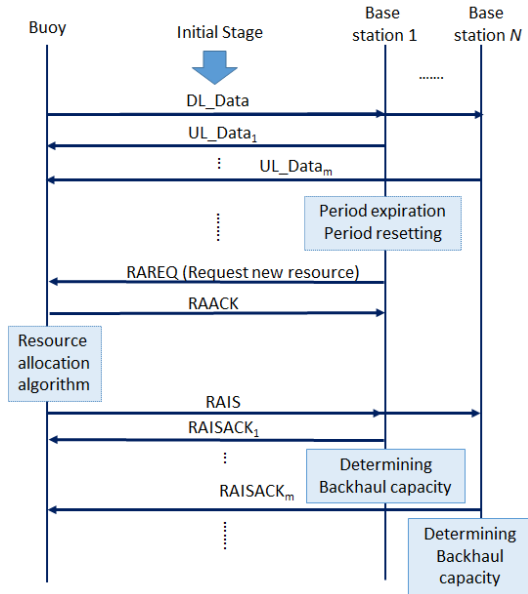 Buoy
Initial Stage
Base
station 1
Base
station N
.......
DL_Data
UL_Data1
UL_Datam
Period expiration
Period resetting
RAREQ (Request new resource)
RAACK
Resource
allocation
algorithm
RAIS
RAISACK1
Determining
Backhaul capacity
RAISACKm
Determining
Backhaul
capacity